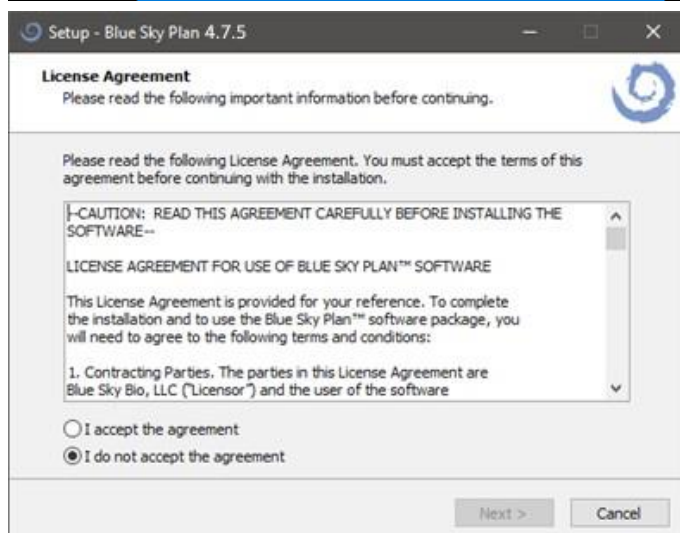 Setup - Blue Sky Plan 4.7.5
License Agreement
Please read the following important information before continuing.
Please read the following License Agreement. You must accept the terms of this
agreement before continuing with the installation.
--CAUTION: READ THIS AGREEMENT CAREFULLY BEFORE INSTALLING THE
SOFTWARE--
LICENSE AGREEMENT FOR USE OF BLUE SKY PLAN™ SOFTWARE
This License Agreement is provided for your reference. To complete
the installation and to use the Blue Sky Plan™ software package, you
will need to agree to the following terms and conditions:
1. Contracting Parties. The parties in this License Agreement are
Blue Sky Bio, LLC ("Licensor") and the user of the software
I accept the agreement
I do not accept the agreement
Next >
Cancel